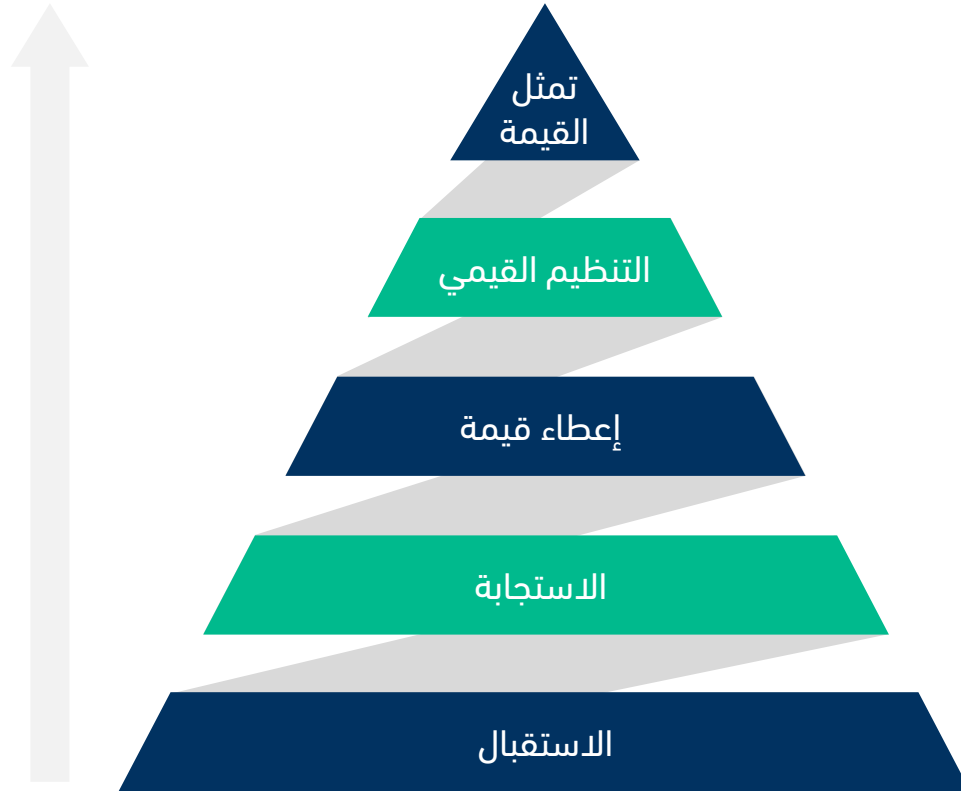 تمثل
القيمة
التنظيم القيمي
إعطاء قيمة
الاستجابة
الاستقبال